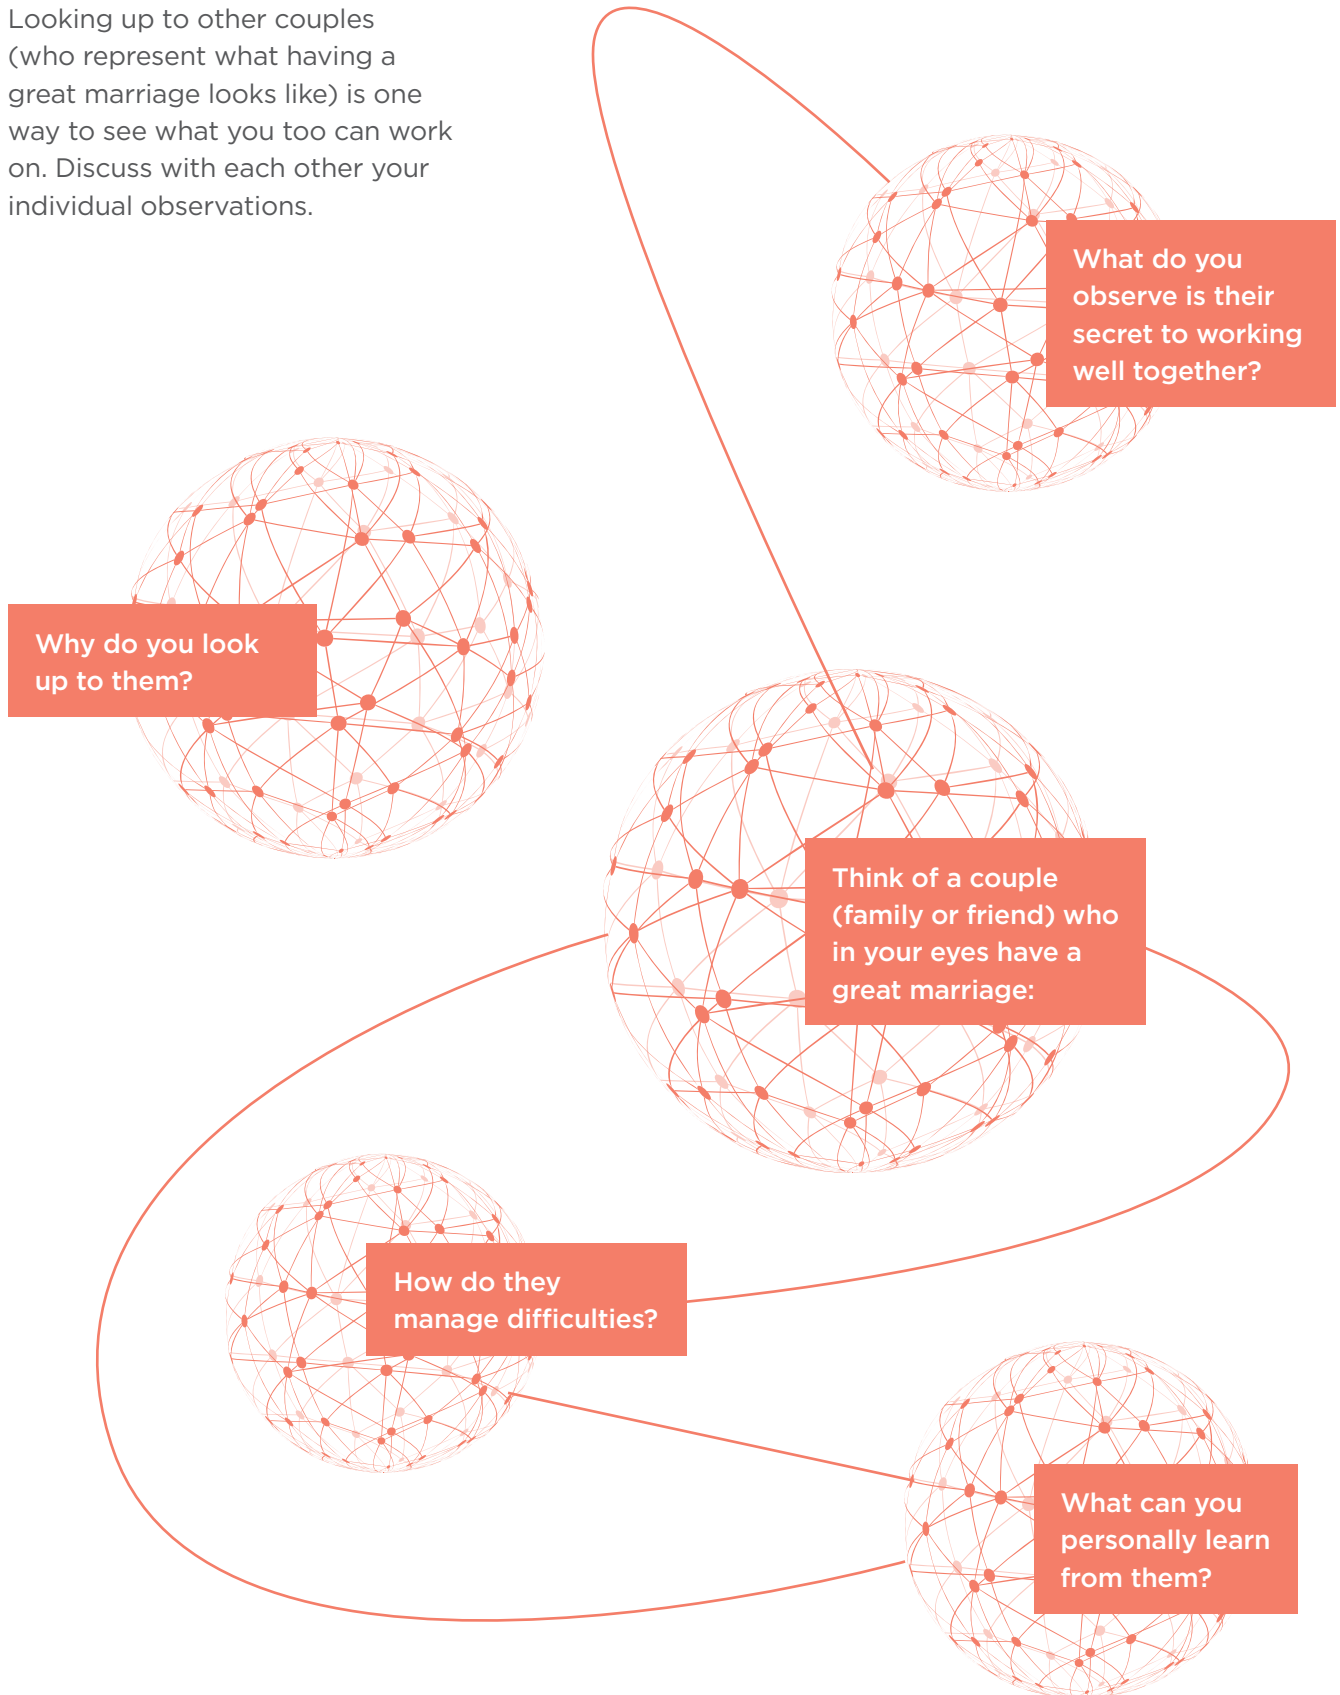 Looking up to other couples
(who represent what having a
great marriage looks like) is one
way to see what you too can work
on. Discuss with each other your
individual observations.
What do you
observe is their
secret to working
well together?
Why do you look
up to them?
Think of a couple
(family or friend) who
in your eyes have a
great marriage:
How do they
manage difficulties?
What can you
personally learn
from them?